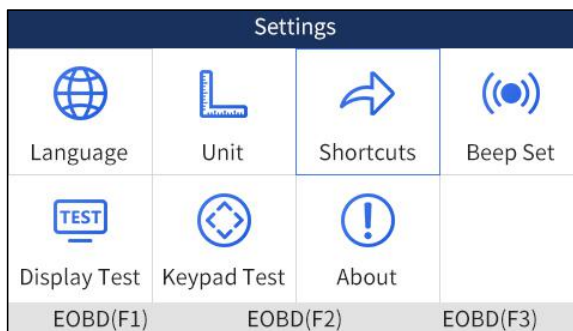 Settings
Language Unit Shortcuts Beep Set
TEST
Display Test Keypad Test About
EOBD(F1) EOBD(F2) EOBD(F3)